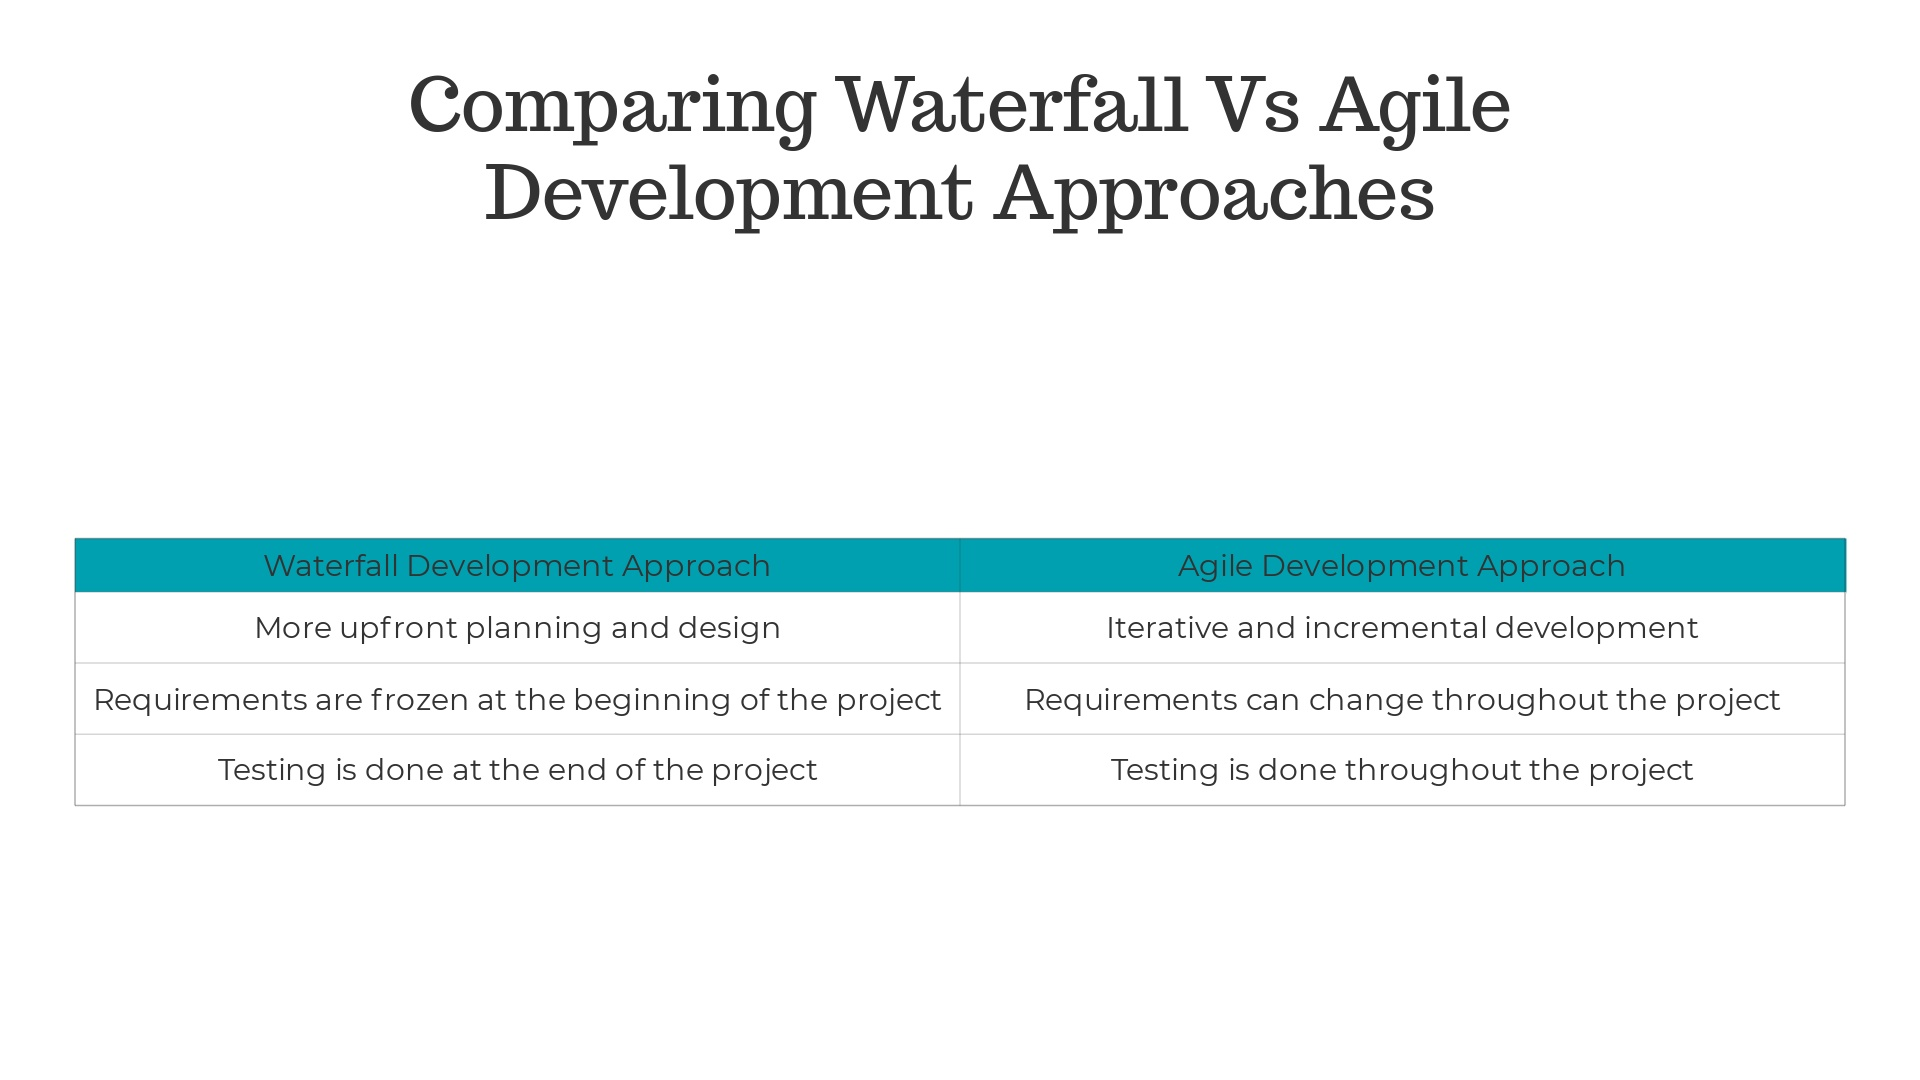 Comparing Waterfall Vs Agile
Development Approaches
Waterfall Development Approach
Agile Development Approach
More upfront planning and design
Iterative and incremental development
Requirements are frozen at the beginning of the project
Requirements can change throughout the project
Testing is done at the end of the project
Testing is done throughout the project